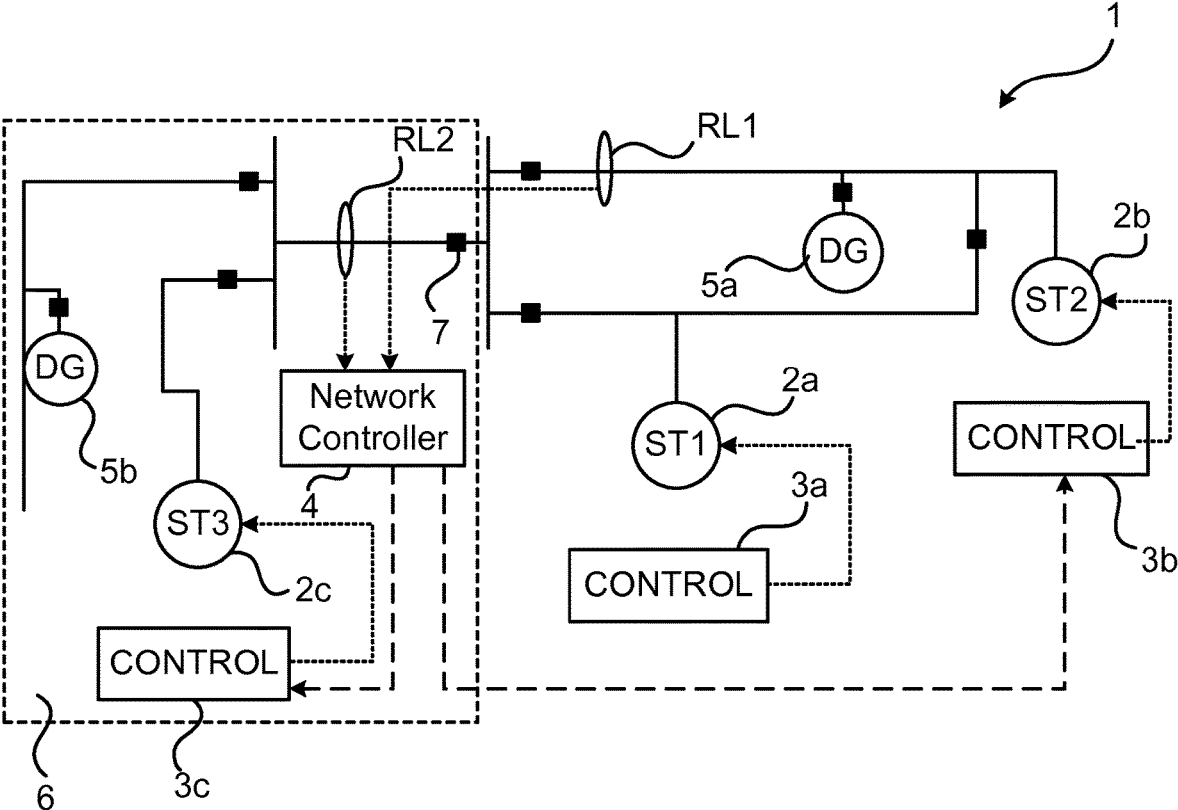 1
RL2
RL1
2b
DG
5a
ST2
7
DG
Network
Controller
2a
CONTROL
5b
ST1
4
3a
ST3
3b
2c
CONTROL
CONTROL
6
3c